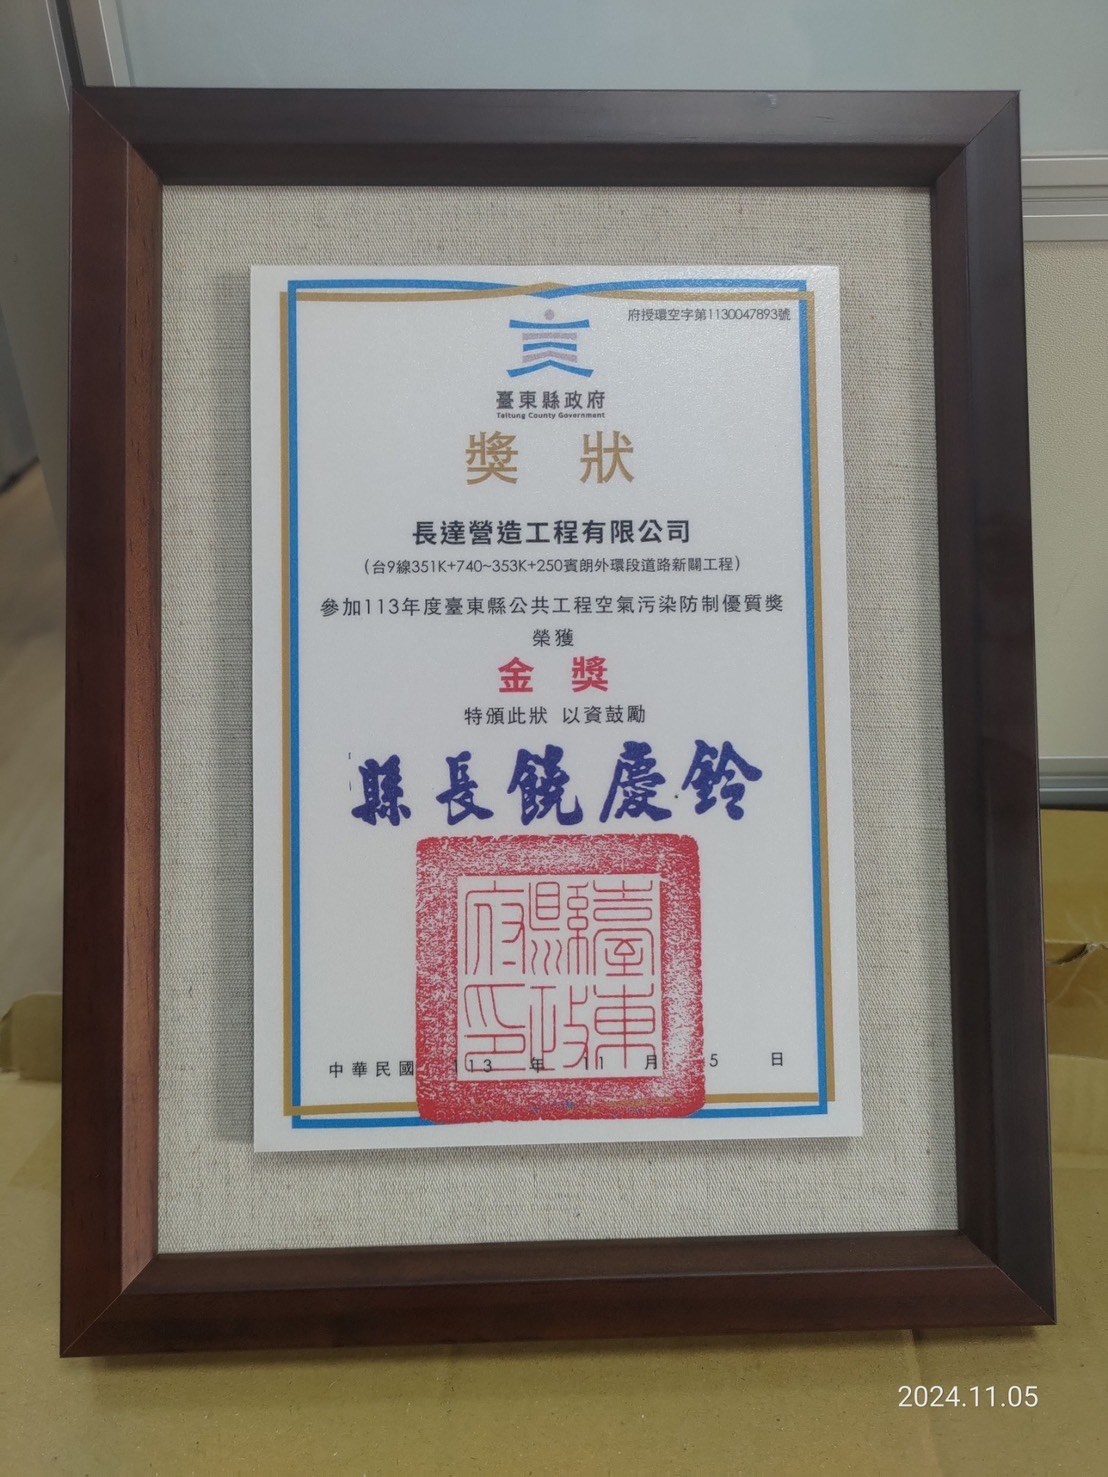 府授環空字第1130047893號
臺東縣政府
Taitung County Government
獎 狀
長達營造工程有限公司
(台9線351K+740~353K+250賓朗外環段道路新闢工程)
參加113年度臺東縣公共工程空氣污染防制優質獎
榮獲
金 獎
特頒此狀 以資鼓勵
縣長饒慶鈴
臺東縣政府印
中華民國 113 年 11 月 5 日
2024.11.05